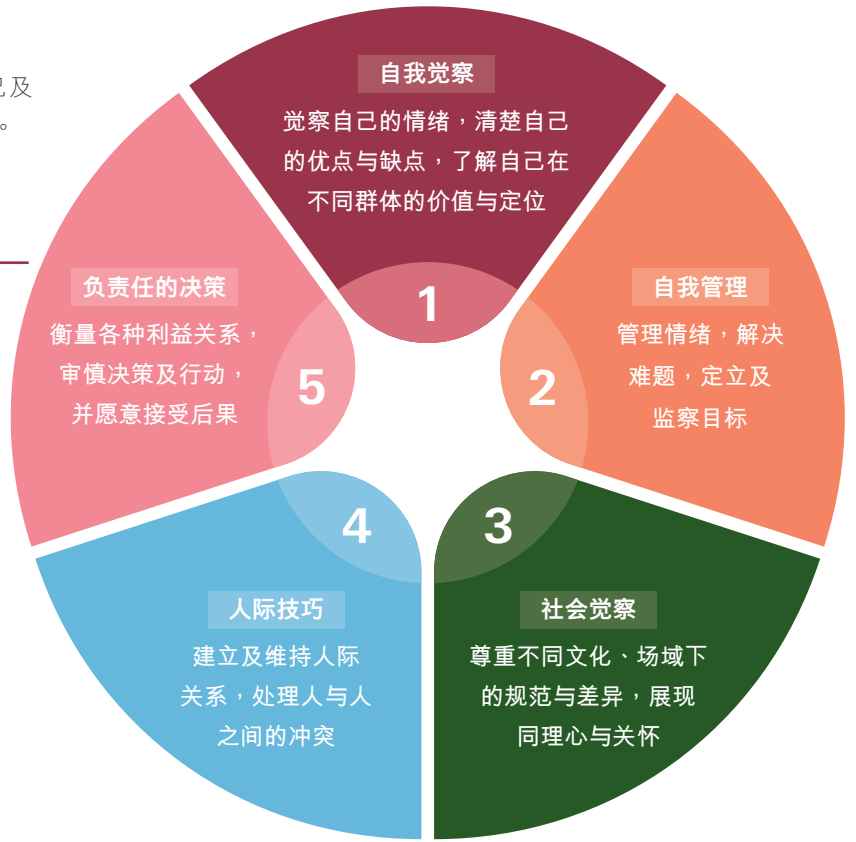 及
。
自我觉察
觉察自己的情绪，清楚自己
的优点与缺点，了解自己在
不同群体的价值与定位
1
自我管理
管理情绪，解决
难题，定立及
监察目标
2
社会觉察
尊重不同文化、场域下
的规范与差异，展现
同理心与关怀
3
人际技巧
建立及维持人际
关系，处理人与人
之间的冲突
4
负责任的决策
衡量各种利益关系，
审慎决策及行动，
并愿意接受后果
5